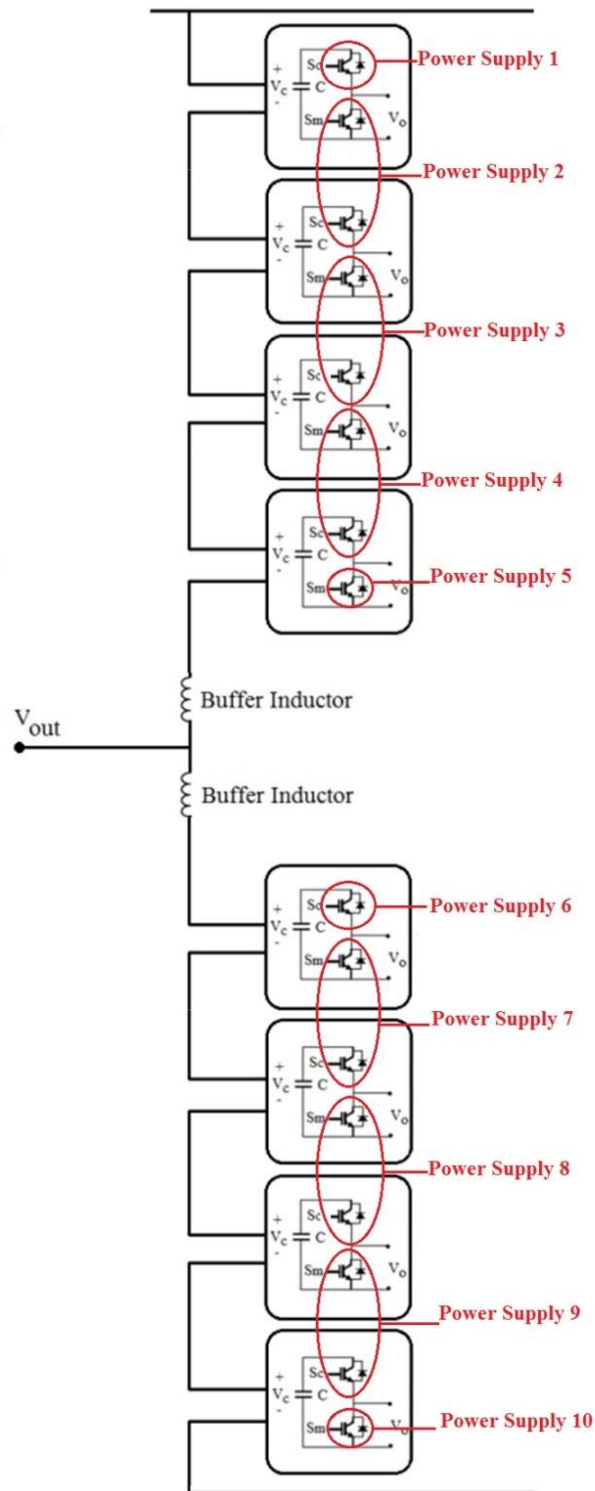 Sc
Power Supply 1
+
Vc
C
-
Sm
Vo
Power Supply 2
Sc
+
Vc
C
-
Sm
Vo
Power Supply 3
Sc
+
Vc
C
-
Sm
Vo
Power Supply 4
Sc
+
Vc
C
-
Sm
Vo
Power Supply 5
Buffer Inductor
Vout
Buffer Inductor
Sc
Power Supply 6
+
Vc
C
-
Sm
Vo
Power Supply 7
Sc
+
Vc
C
-
Sm
Vo
Power Supply 8
Sc
+
Vc
C
-
Sm
Vo
Power Supply 9
Sc
+
Vc
C
-
Sm
Vo
Power Supply 10